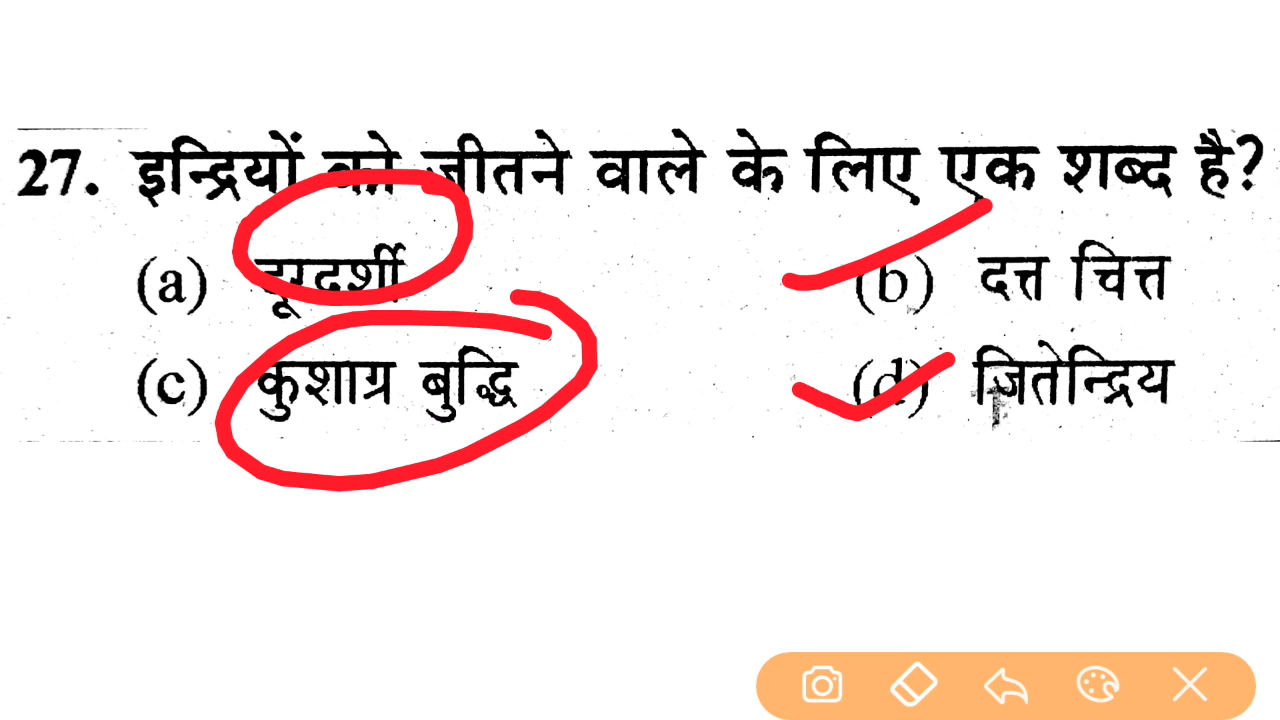 27. इन्द्रियों को जीतने वाले के लिए एक शब्द है?
(a) दूरदर्शी (b) दत्त चित्त
(c) कुशाग्र बुद्धि (d) जितेन्द्रिय